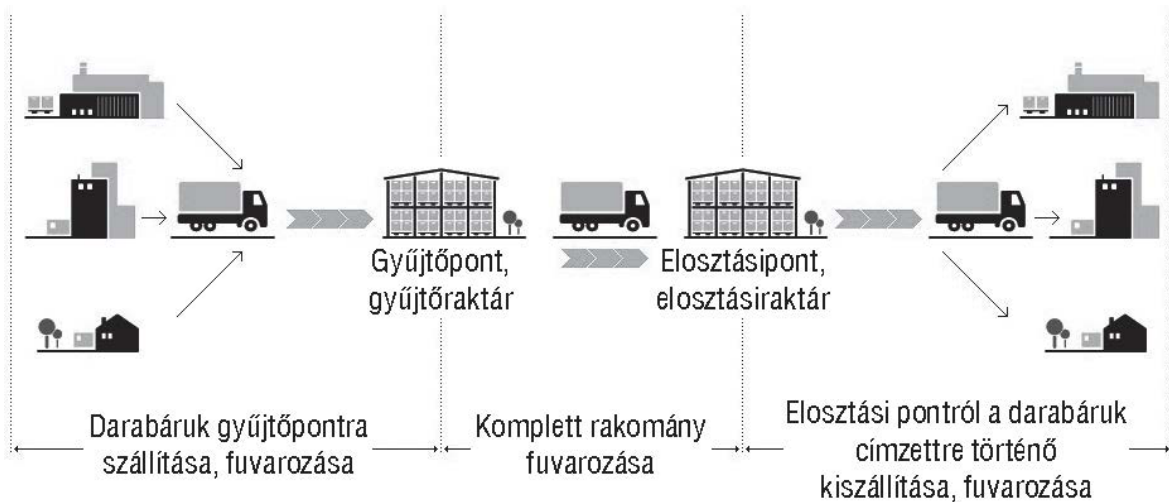 Gyűjtőpont,
gyűjtőraktár
Elosztásipont,
elosztásiraktár
Darabáruk gyűjtőpontra
szállítása, fuvarozása
Komplett rakomány
fuvarozása
Elosztási pontról a darabáruk
címzettre történő
kiszállítása, fuvarozása